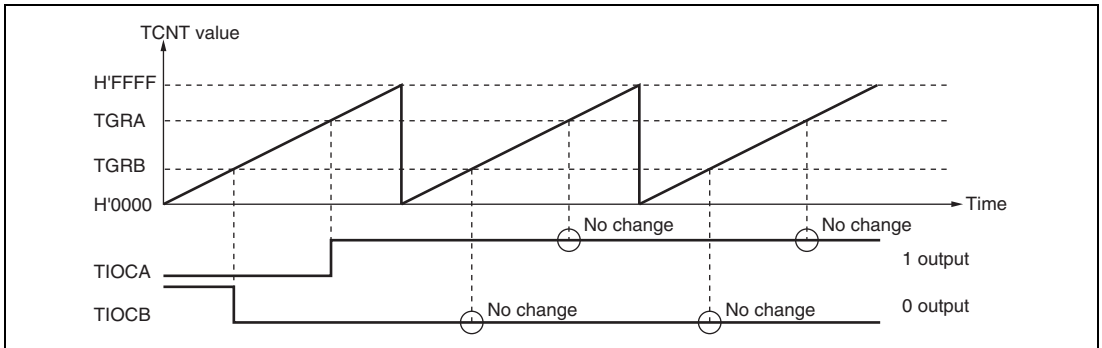 TCNT value
H'FFFF
TGRA
TGRB
H'0000
Time
No change
No change
1 output
TIOCA
No change
No change
0 output
TIOCB